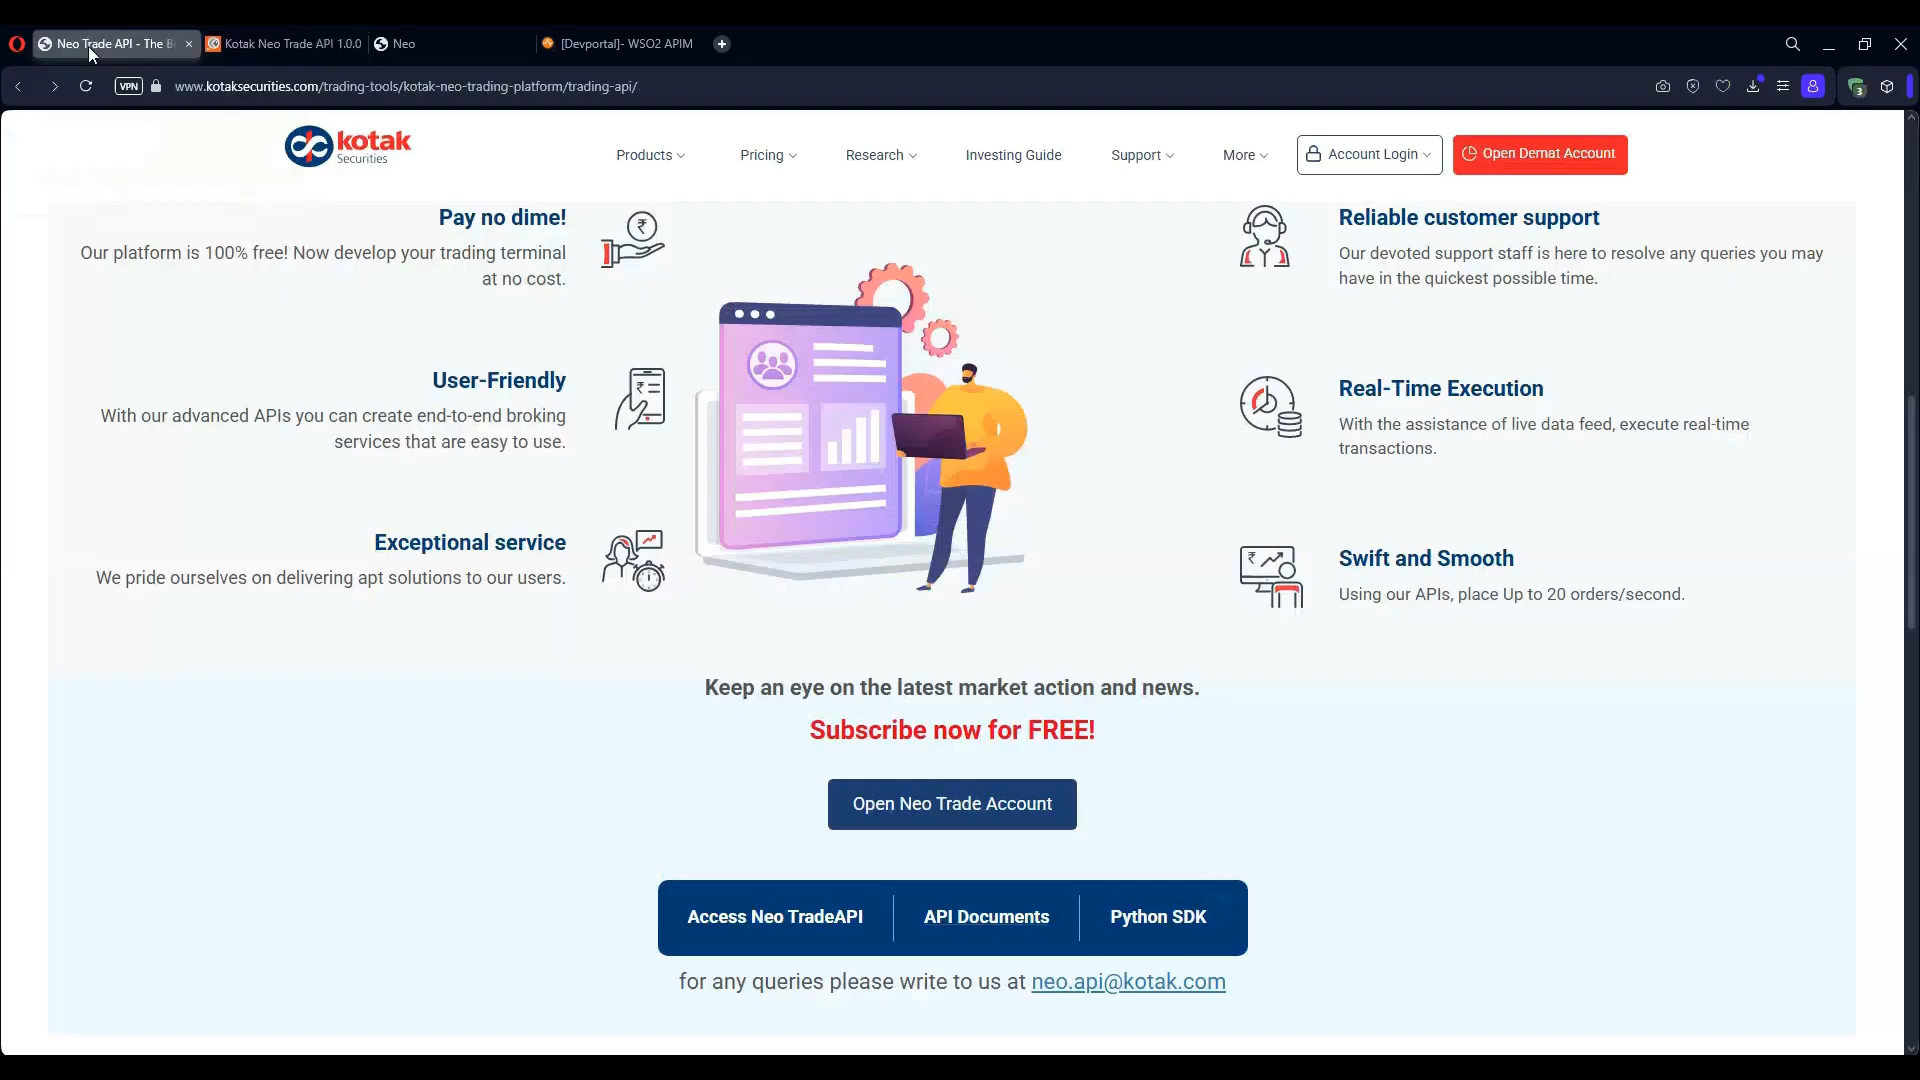 Neo Trade API - The Be
Kotak Neo Trade API 1.0.0
Neo
[Devportal]- WSO2 APIM
VPN
www.kotaksecurities.com/trading-tools/kotak-neo-trading-platform/trading-api/
3
kotak
Securities
Products
Pricing
Research
Investing Guide
Support
More
Account Login
Open Demat Account
Pay no dime!
Our platform is 100% free! Now develop your trading terminal
at no cost.
Reliable customer support
Our devoted support staff is here to resolve any queries you may
have in the quickest possible time.
User-Friendly
With our advanced APIs you can create end-to-end broking
services that are easy to use.
Real-Time Execution
With the assistance of live data feed, execute real-time
transactions.
Exceptional service
We pride ourselves on delivering apt solutions to our users.
Swift and Smooth
Using our APIs, place Up to 20 orders/second.
Keep an eye on the latest market action and news.
Subscribe now for FREE!
Open Neo Trade Account
Access Neo TradeAPI
API Documents
Python SDK
for any queries please write to us at neo.api@kotak.com